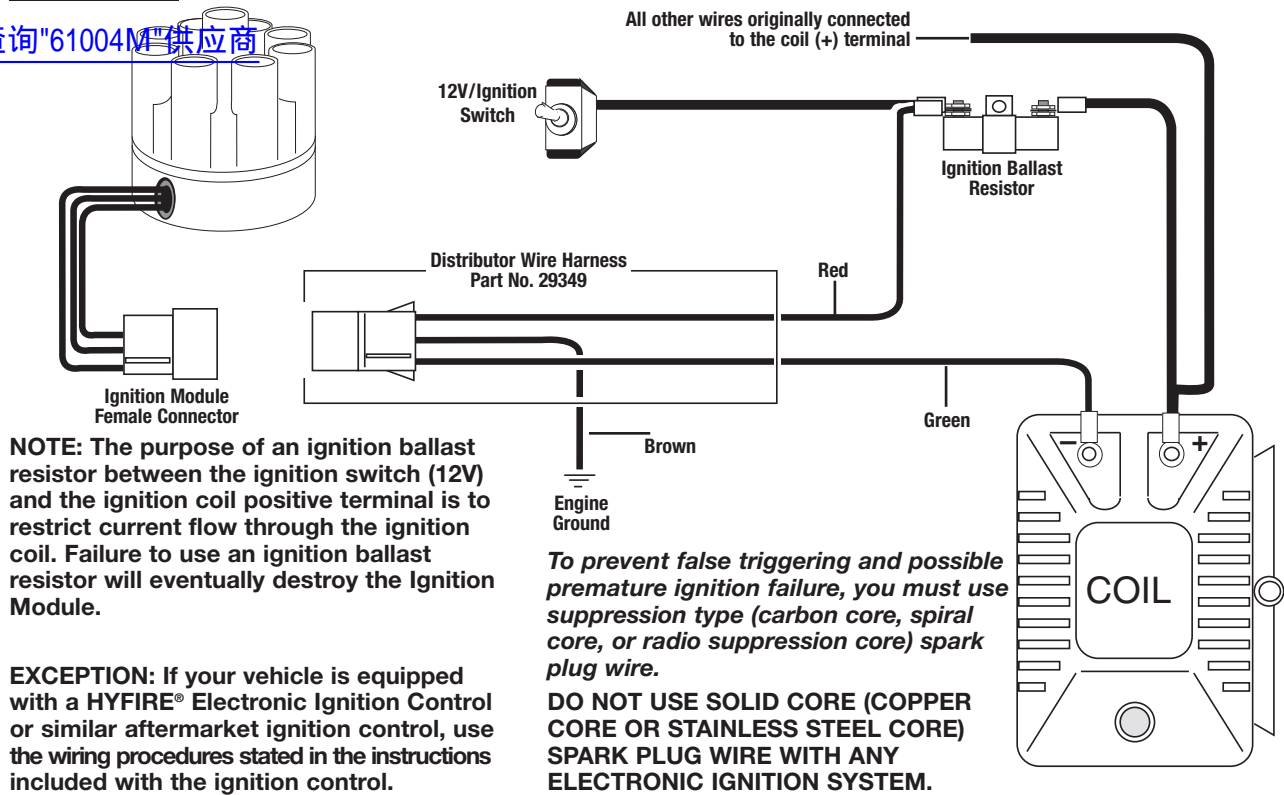 查询"61004M"供应商
All other wires originally connected
to the coil (+) terminal
12V/Ignition
Switch
Ignition Ballast
Resistor
Distributor Wire Harness
Part No. 29349
Red
Ignition Module
Female Connector
Green
Brown
Engine
Ground
–
+
COIL
NOTE: The purpose of an ignition ballast
resistor between the ignition switch (12V)
and the ignition coil positive terminal is to
restrict current flow through the ignition
coil. Failure to use an ignition ballast
resistor will eventually destroy the Ignition
Module.
EXCEPTION: If your vehicle is equipped
with a HYFIRE® Electronic Ignition Control
or similar aftermarket ignition control, use
the wiring procedures stated in the instructions
included with the ignition control.
To prevent false triggering and possible
premature ignition failure, you must use
suppression type (carbon core, spiral
core, or radio suppression core) spark
plug wire.
DO NOT USE SOLID CORE (COPPER
CORE OR STAINLESS STEEL CORE)
SPARK PLUG WIRE WITH ANY
ELECTRONIC IGNITION SYSTEM.